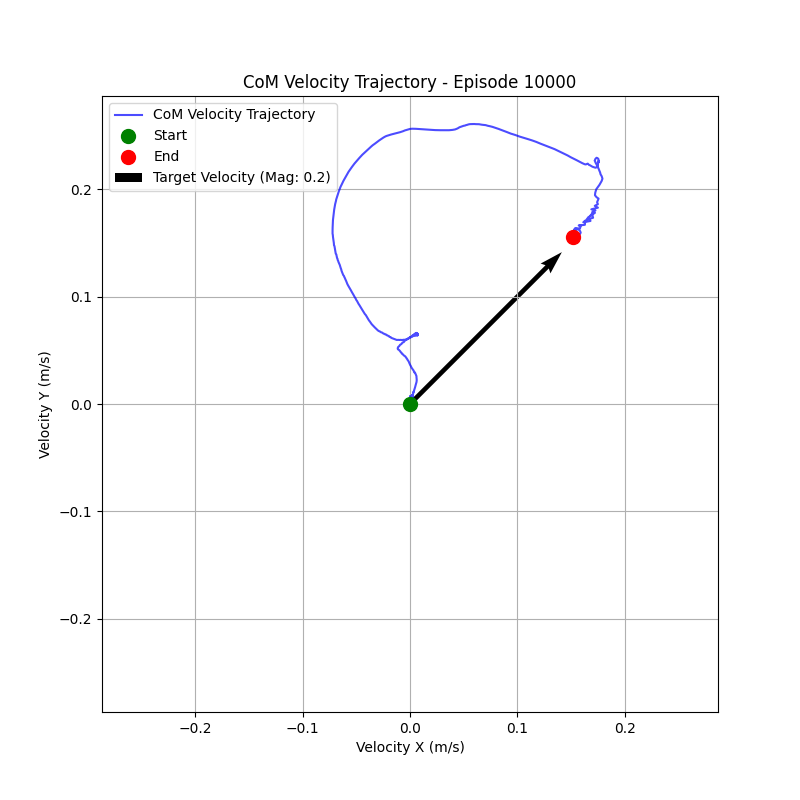 CoM Velocity Trajectory - Episode 10000
CoM Velocity Trajectory
Start
End
Target Velocity (Mag: 0.2)
0.2
0.1
0.0
−0.1
−0.2
Velocity Y (m/s)
−0.2
−0.1
0.0
0.1
0.2
Velocity X (m/s)